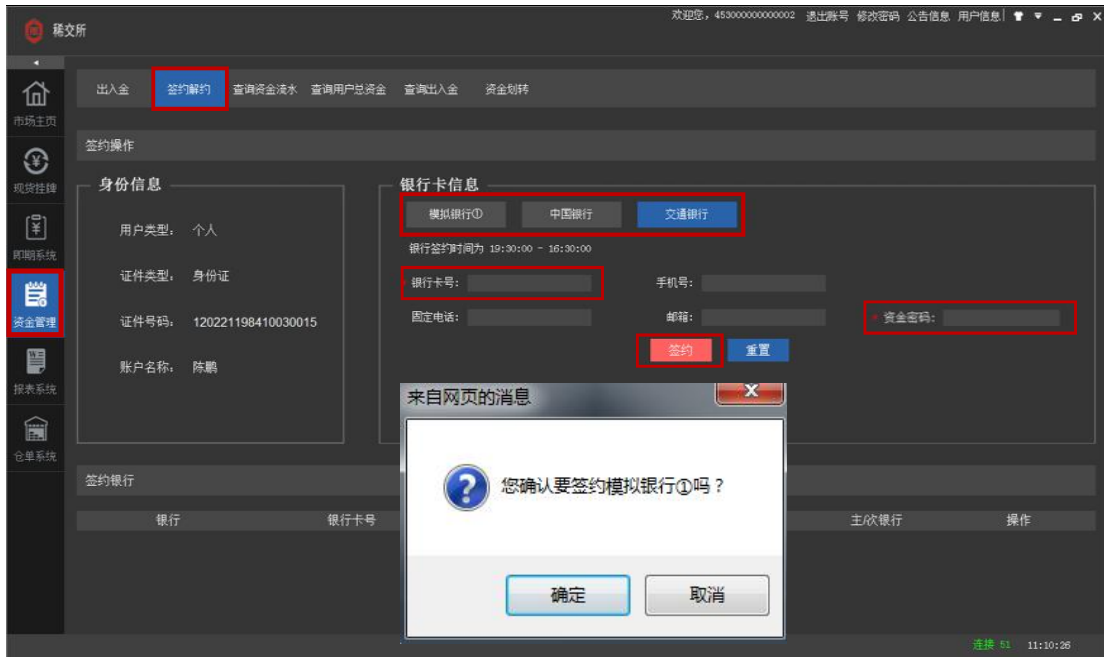 稀交所
欢迎您，453000000000002 退出账号 修改密码 公告信息 用户信息
出入金 签约解约 查询资金流水 查询用户总资金 查询出入金 资金划转
市场主页
现货挂牌
即期系统
资金管理
报表系统
仓单系统
签约操作
身份信息
用户类型： 个人
证件类型： 身份证
证件号码： 120221198410030015
账户名称： 陈鹏
银行卡信息
模拟银行① 中国银行 交通银行
银行签约时间为 19:30:00 - 16:30:00
*银行卡号： 手机号：
固定电话： 邮箱： *资金密码：
签约 重置
来自网页的消息
您确认要签约模拟银行①吗？
确定 取消
签约银行
银行 银行卡号 主/次银行 操作
连接 51 11:10:26